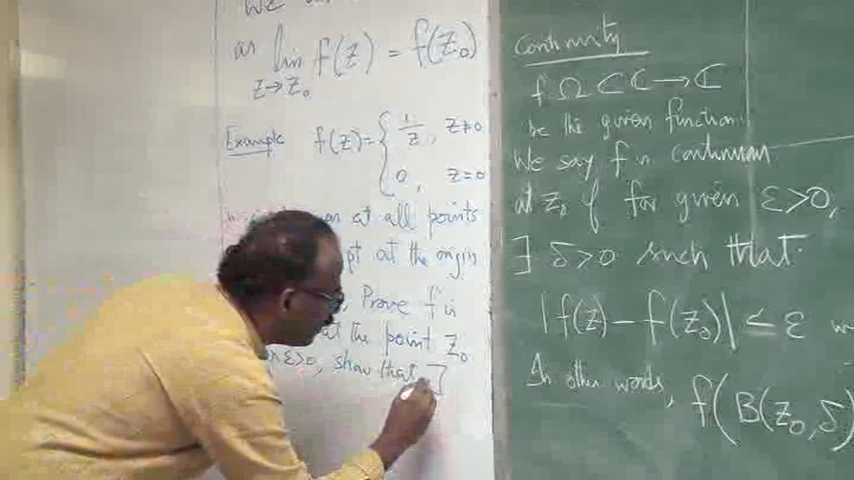 as lim f(z) = f(z₀)
z→z₀
Example f(z) = { 1/z, z≠0
0, z=0
at all points
at the origin
Prove f is
at the point z₀
ε>0, show that ∃
Continuity
f Ω ⊂ ℂ → ℂ
be the given function
We say f is continuous
at z₀ if for given ε>0,
∃ δ>0 such that
|f(z) − f(z₀)| ≤ ε
In other words, f(B(z₀, δ)